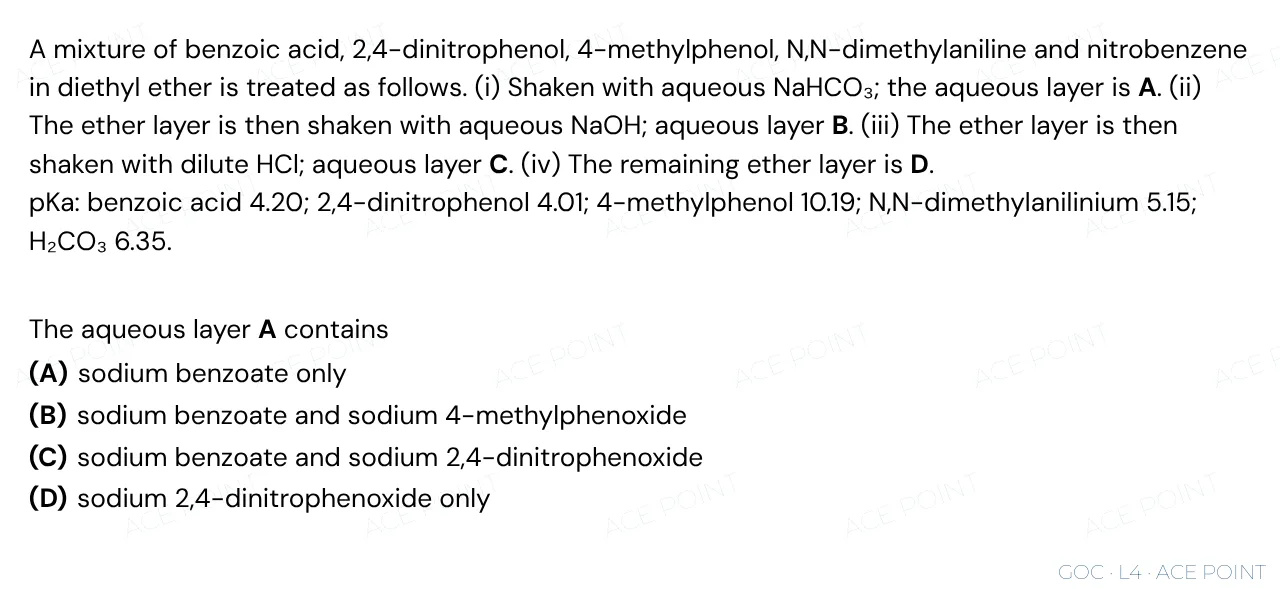 A mixture of benzoic acid, 2,4-dinitrophenol, 4-methylphenol, N,N-dimethylaniline and nitrobenzene
in diethyl ether is treated as follows. (i) Shaken with aqueous NaHCO₃; the aqueous layer is A. (ii)
The ether layer is then shaken with aqueous NaOH; aqueous layer B. (iii) The ether layer is then
shaken with dilute HCl; aqueous layer C. (iv) The remaining ether layer is D.
pKa: benzoic acid 4.20; 2,4-dinitrophenol 4.01; 4-methylphenol 10.19; N,N-dimethylanilinium 5.15;
H₂CO₃ 6.35.
The aqueous layer A contains
(A) sodium benzoate only
(B) sodium benzoate and sodium 4-methylphenoxide
(C) sodium benzoate and sodium 2,4-dinitrophenoxide
(D) sodium 2,4-dinitrophenoxide only
GOC · L4 · ACE POINT